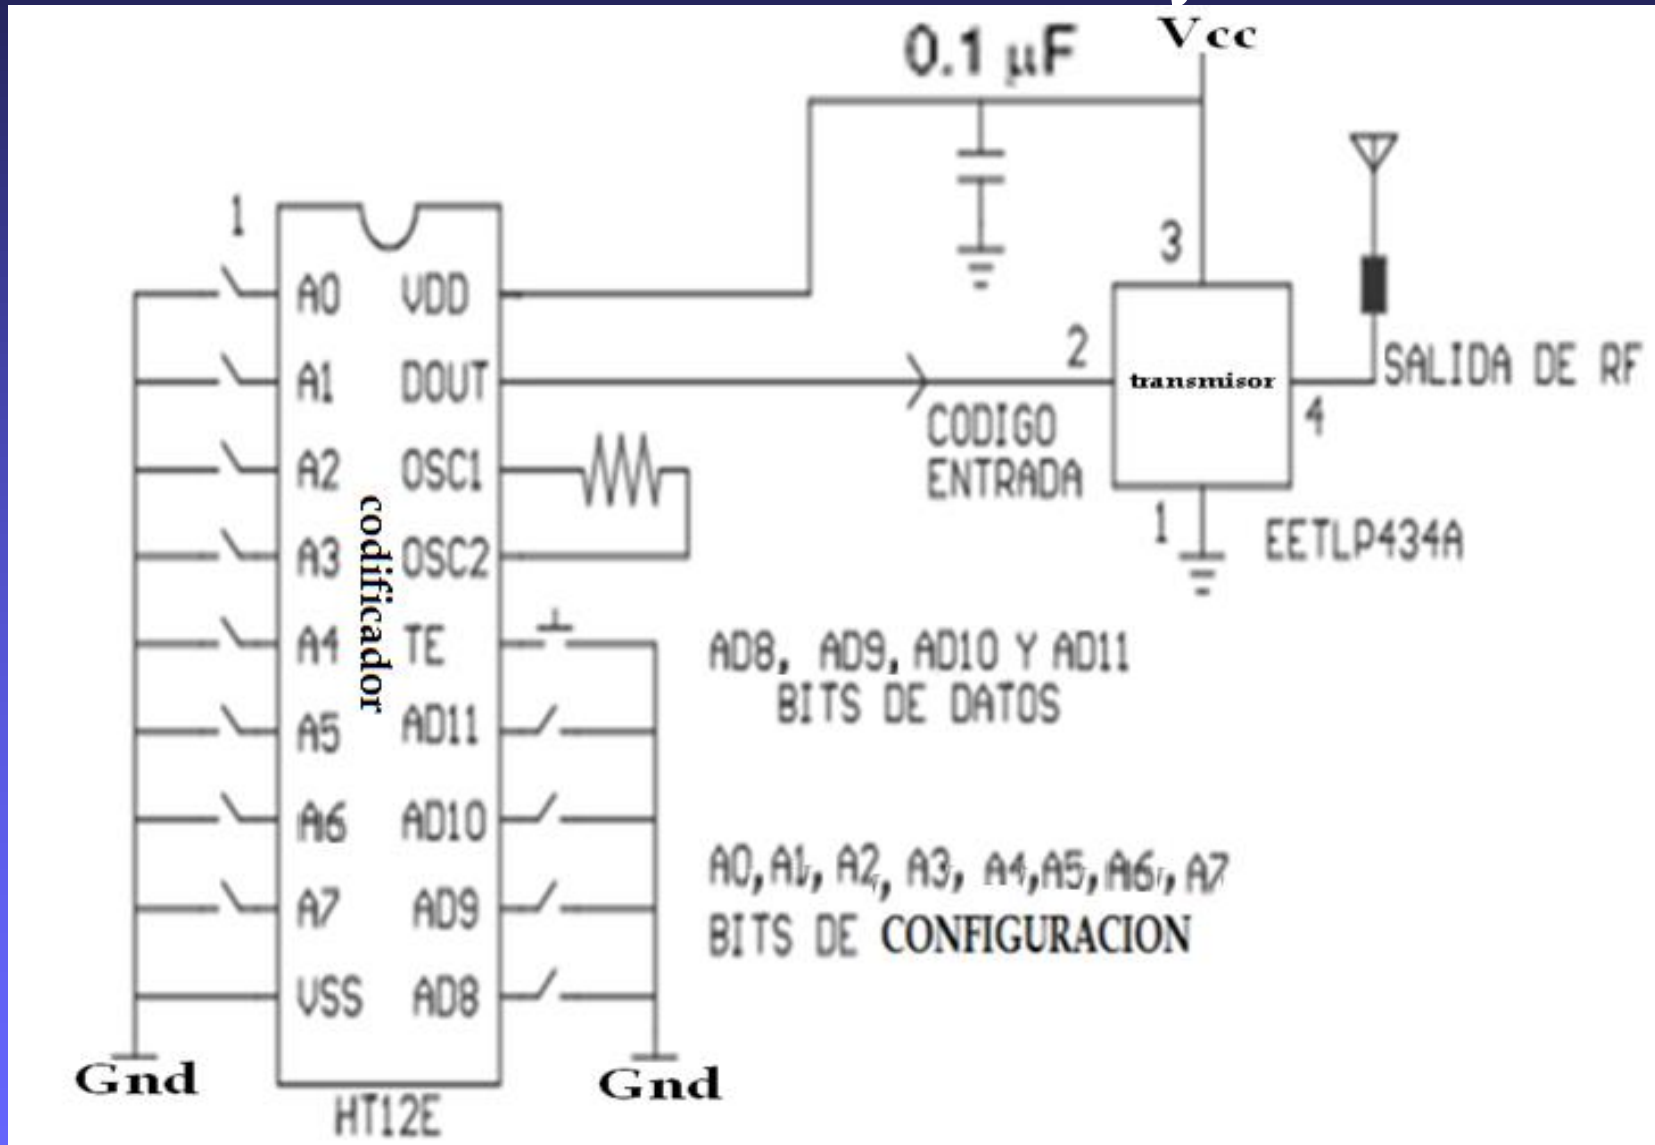 0.1 µF
Vcc
1
A0 VDD
A1 DOUT
A2 OSC1
A3 OSC2
A4 TE
A5 AD11
A6 AD10
A7 AD9
VSS AD8
codificador
Gnd
Gnd
HT12E
3
2
transmisor
4
1
SALIDA DE RF
CODIGO
ENTRADA
EETLP434A
AD8, AD9, AD10 Y AD11
BITS DE DATOS
A0, A1, A2, A3, A4, A5, A6, A7
BITS DE CONFIGURACION